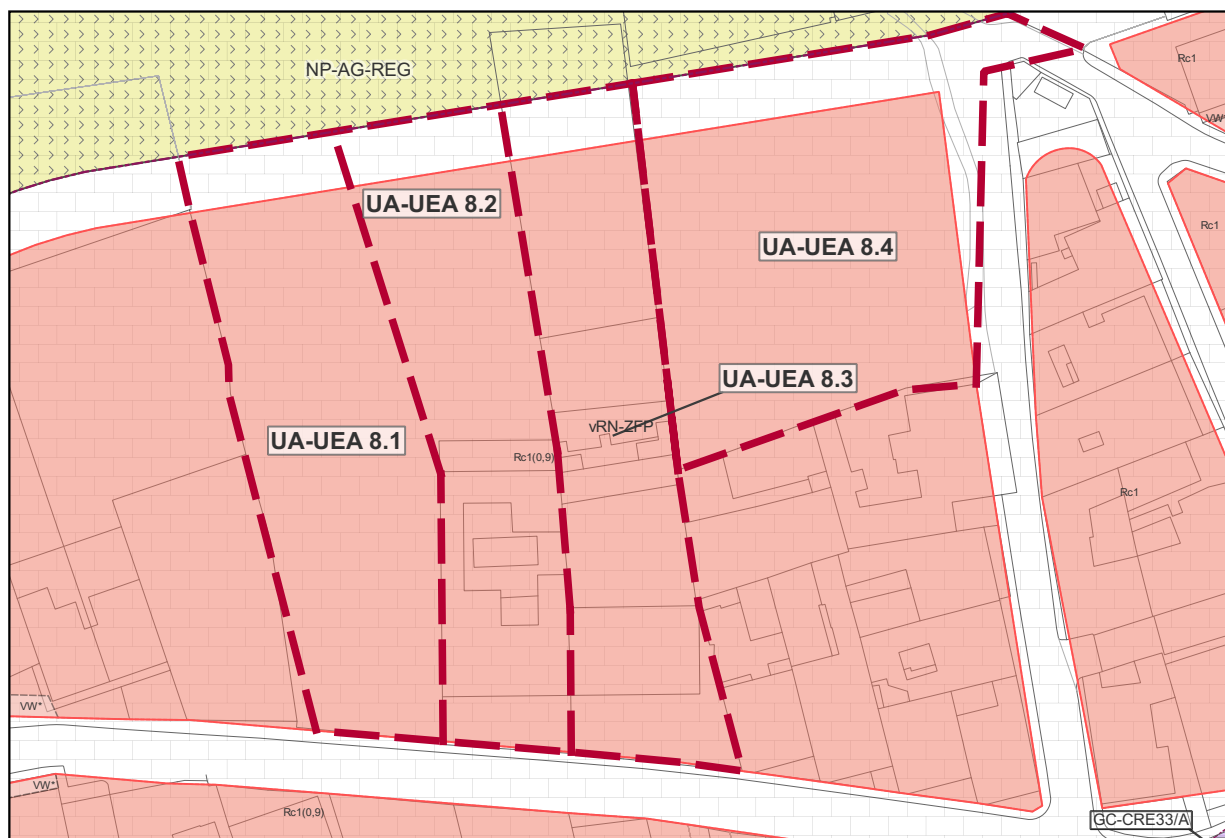 NP-AG-REG
Rc1
VW*
UA-UEA 8.2
UA-UEA 8.4
Rc1
UA-UEA 8.3
vRN-ZFP
UA-UEA 8.1
Rc1(0,9)
Rc1
VW*
VW*
Rc1(0,9)
GC-CRE33/A